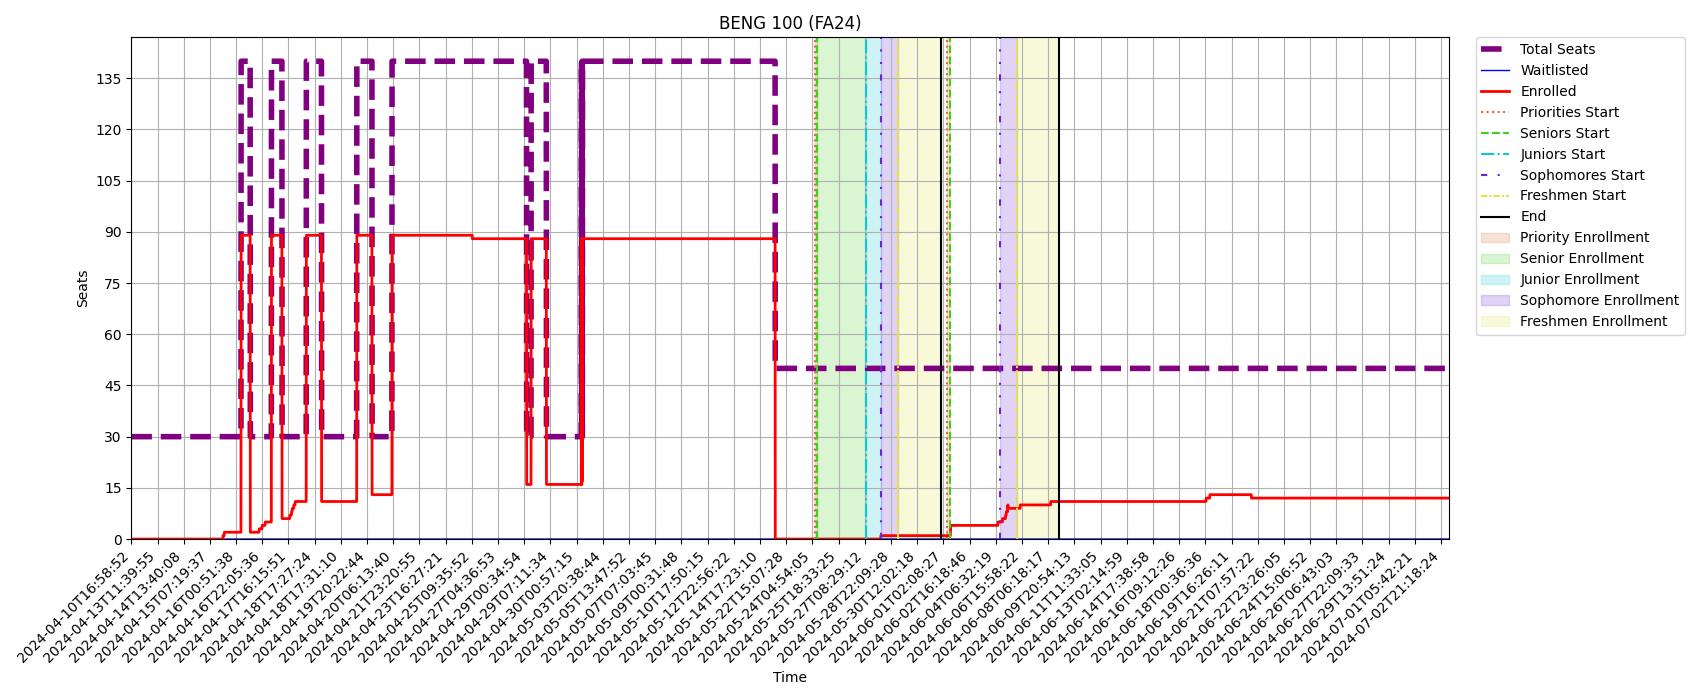 BENG 100 (FA24)
Seats
135
120
105
90
75
60
45
30
15
0
2024-04-10T16:58:52
2024-04-13T11:39:55
2024-04-14T13:40:08
2024-04-15T07:19:37
2024-04-16T00:51:38
2024-04-16T22:05:36
2024-04-17T16:15:51
2024-04-18T17:27:24
2024-04-18T17:31:10
2024-04-19T20:22:44
2024-04-20T06:13:40
2024-04-21T23:20:55
2024-04-23T16:27:21
2024-04-25T09:35:52
2024-04-27T04:36:53
2024-04-29T00:34:54
2024-04-29T07:11:34
2024-04-30T00:57:15
2024-05-03T20:38:44
2024-05-05T13:47:52
2024-05-07T07:03:45
2024-05-09T00:31:48
2024-05-10T17:50:15
2024-05-12T22:56:22
2024-05-14T17:23:10
2024-05-22T15:07:28
2024-05-24T04:54:05
2024-05-25T18:33:25
2024-05-27T08:29:12
2024-05-28T22:09:28
2024-05-30T12:02:18
2024-06-01T02:08:27
2024-06-02T16:18:46
2024-06-04T06:32:19
2024-06-06T15:58:22
2024-06-08T06:18:17
2024-06-09T20:54:13
2024-06-11T11:33:05
2024-06-13T02:14:59
2024-06-14T17:38:58
2024-06-16T09:12:26
2024-06-18T00:36:36
2024-06-19T16:26:11
2024-06-21T07:57:22
2024-06-22T23:26:05
2024-06-24T15:06:52
2024-06-26T06:43:03
2024-06-27T22:09:33
2024-06-29T13:51:24
2024-07-01T05:42:21
2024-07-02T21:18:24
Time
Total Seats
Waitlisted
Enrolled
Priorities Start
Seniors Start
Juniors Start
Sophomores Start
Freshmen Start
End
Priority Enrollment
Senior Enrollment
Junior Enrollment
Sophomore Enrollment
Freshmen Enrollment